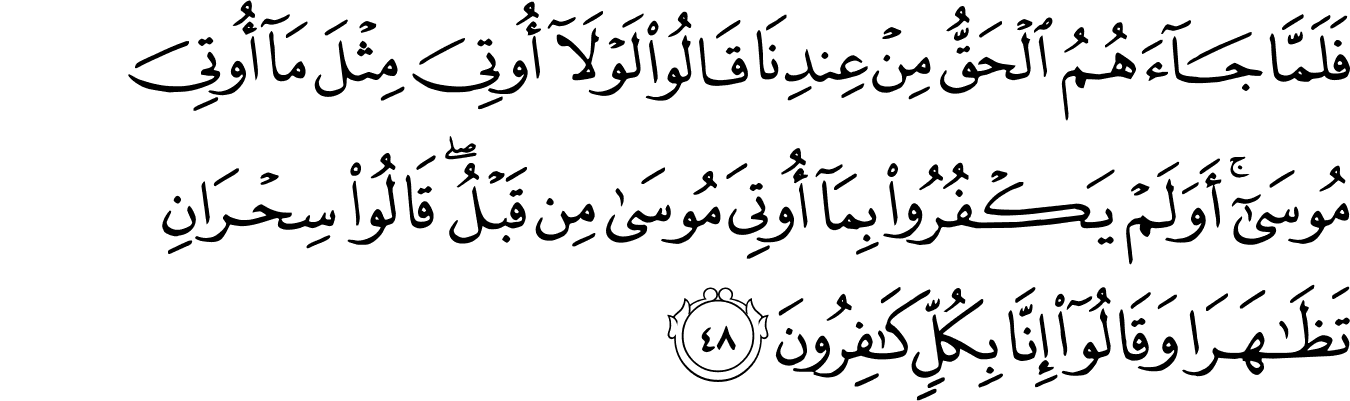 فَلَمَّا جَآءَهُمُ ٱلْحَقُّ مِنْ عِندِنَا قَالُوا۟ لَوْلَآ أُوتِىَ مِثْلَ مَآ أُوتِىَ
مُوسَىٰٓ ۚ أَوَلَمْ يَكْفُرُوا۟ بِمَآ أُوتِىَ مُوسَىٰ مِن قَبْلُ ۖ قَالُوا۟ سِحْرَانِ
تَظَٰهَرَا وَقَالُوٓا۟ إِنَّا بِكُلٍّ كَٰفِرُونَ ٤٨